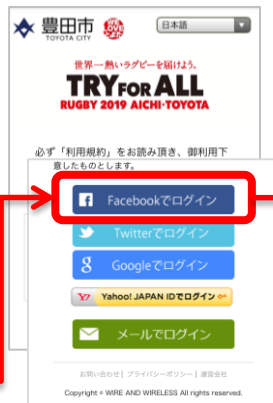 豊田市
TOYOTA CITY
WE LOVE
日本語
世界一熱いラグビーを届けよう。
TRY FOR ALL
RUGBY 2019 AICHI・TOYOTA
必ず「利用規約」をお読み頂き、御利用下
意したものとします。
Facebookでログイン
Twitterでログイン
Googleでログイン
Yahoo! JAPAN IDでログイン
メールでログイン
お問い合わせ | プライバシーポリシー | 運営会社
Copyright © WIRE AND WIRELESS All rights reserved.